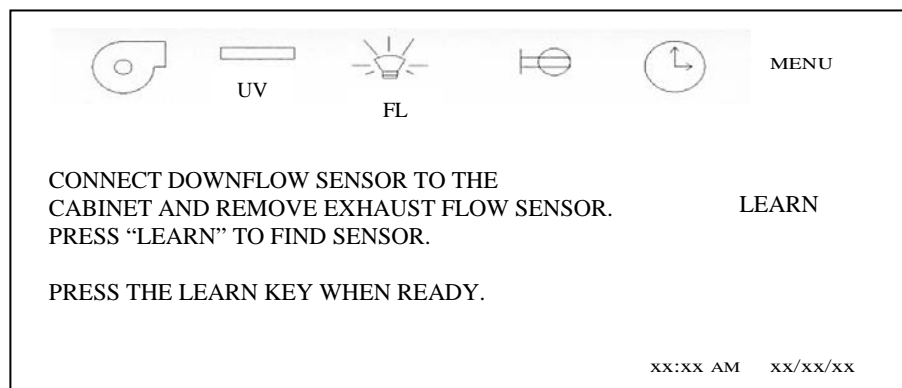 MENU
UV
FL
CONNECT DOWNFLOW SENSOR TO THE
CABINET AND REMOVE EXHAUST FLOW SENSOR.
LEARN
PRESS “LEARN” TO FIND SENSOR.
PRESS THE LEARN KEY WHEN READY.
xx:xx AM xx/xx/xx